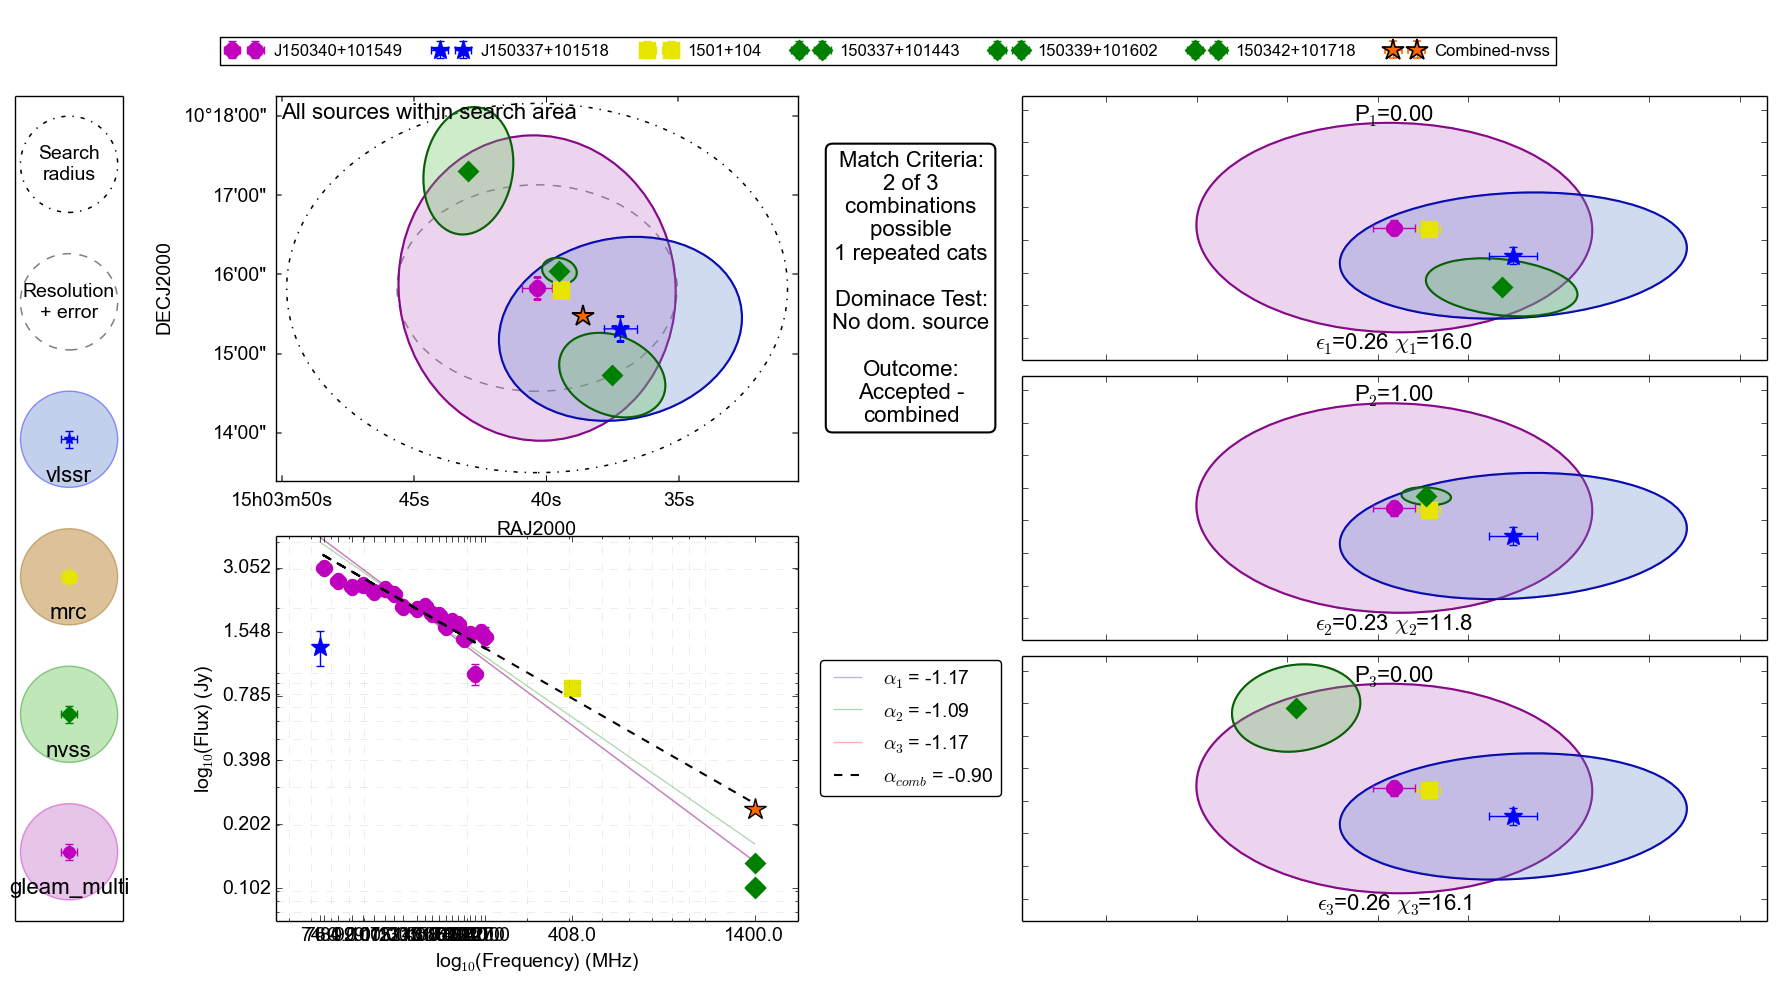 J150340+101549 J150337+101518 1501+104 150337+101443 150339+101602 150342+101718 Combined-nvss
Search
radius
Resolution
+ error
vlssr
mrc
nvss
gleam_multi
All sources within search area
DECJ2000
10°18'00"
17'00"
16'00"
15'00"
14'00"
15h03m50s 45s 40s 35s
RAJ2000
Match Criteria:
2 of 3
combinations
possible
1 repeated cats
Dominace Test:
No dom. source
Outcome:
Accepted -
combined
log10(Flux) (Jy)
3.052
1.548
0.785
0.398
0.202
0.102
408.0 1400.0
log10(Frequency) (MHz)
α1 = -1.17
α2 = -1.09
α3 = -1.17
αcomb = -0.90
P1=0.00
ϵ1=0.26 χ1=16.0
P2=1.00
ϵ2=0.23 χ2=11.8
P3=0.00
ϵ3=0.26 χ3=16.1